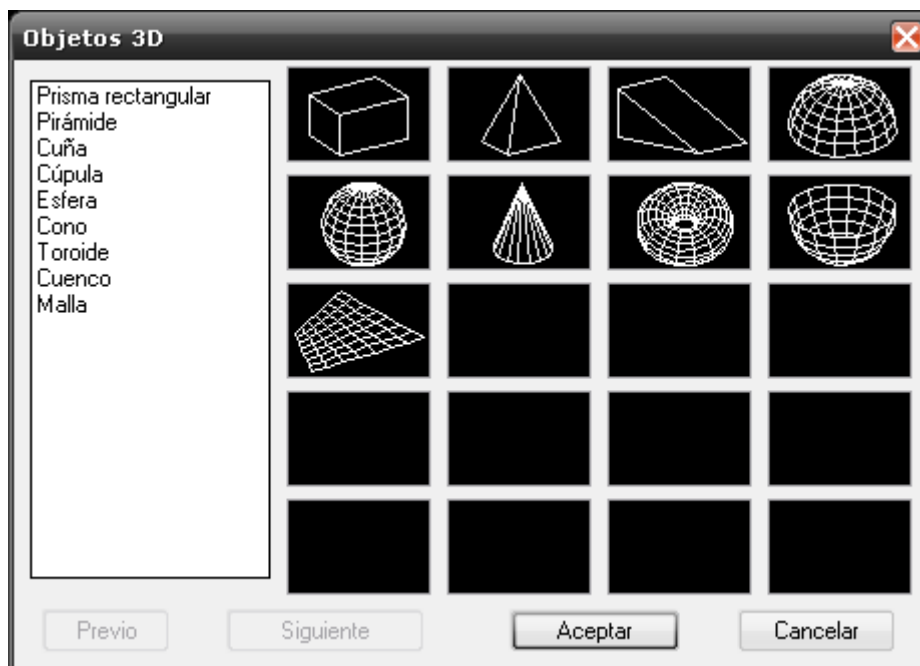 Objetos 3D
Prisma rectangular
Pirámide
Cuña
Cúpula
Esfera
Cono
Toroide
Cuenco
Malla
Previo
Siguiente
Aceptar
Cancelar